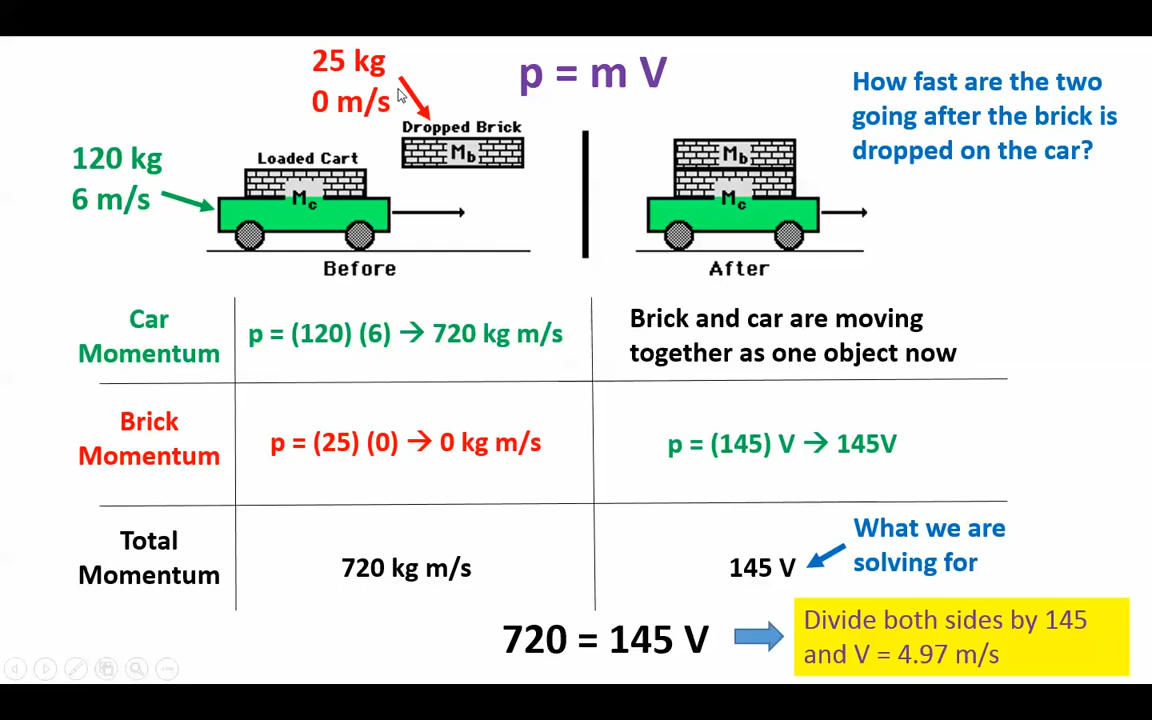 25 kg
0 m/s
p = m V
How fast are the two
going after the brick is
dropped on the car?
120 kg
6 m/s
Loaded Cart
Dropped Brick
Mb
Mc
Mb
Mc
Before
After
Car
Momentum
p = (120) (6) → 720 kg m/s
Brick and car are moving
together as one object now
Brick
Momentum
p = (25) (0) → 0 kg m/s
p = (145) V → 145V
Total
Momentum
720 kg m/s
145 V
What we are
solving for
720 = 145 V
Divide both sides by 145
and V = 4.97 m/s